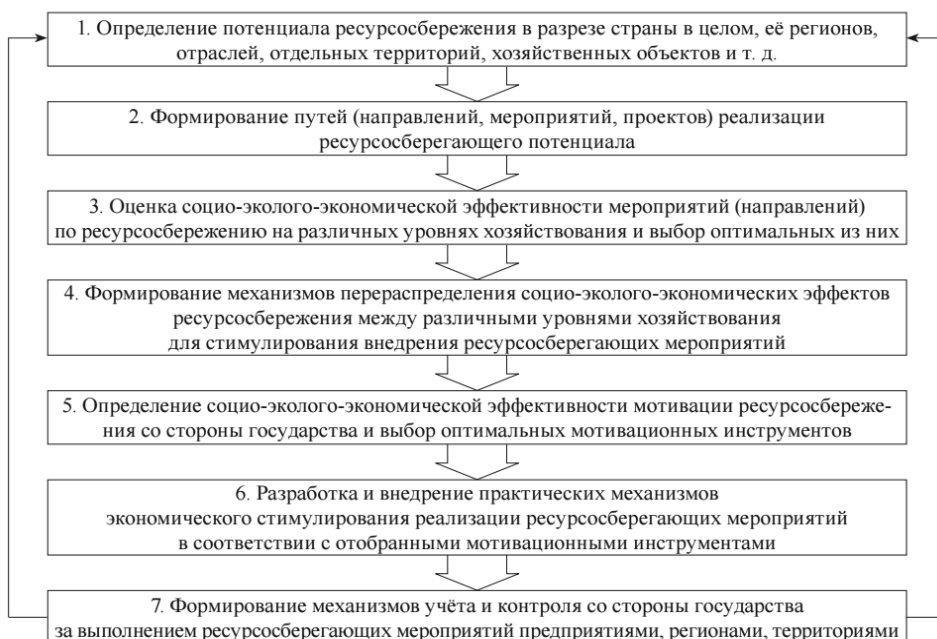 1. Определение потенциала ресурсосбережения в разрезе страны в целом, её регионов,
отраслей, отдельных территорий, хозяйственных объектов и т. д.
2. Формирование путей (направлений, мероприятий, проектов) реализации
ресурсосберегающего потенциала
3. Оценка социо-эколого-экономической эффективности мероприятий (направлений)
по ресурсосбережению на различных уровнях хозяйствования и выбор оптимальных из них
4. Формирование механизмов перераспределения социо-эколого-экономических эффектов
ресурсосбережения между различными уровнями хозяйствования
для стимулирования внедрения ресурсосберегающих мероприятий
5. Определение социо-эколого-экономической эффективности мотивации ресурсосбереже-
ния со стороны государства и выбор оптимальных мотивационных инструментов
6. Разработка и внедрение практических механизмов
экономического стимулирования реализации ресурсосберегающих мероприятий
в соответствии с отобранными мотивационными инструментами
7. Формирование механизмов учёта и контроля со стороны государства
за выполнением ресурсосберегающих мероприятий предприятиями, регионами, территориями